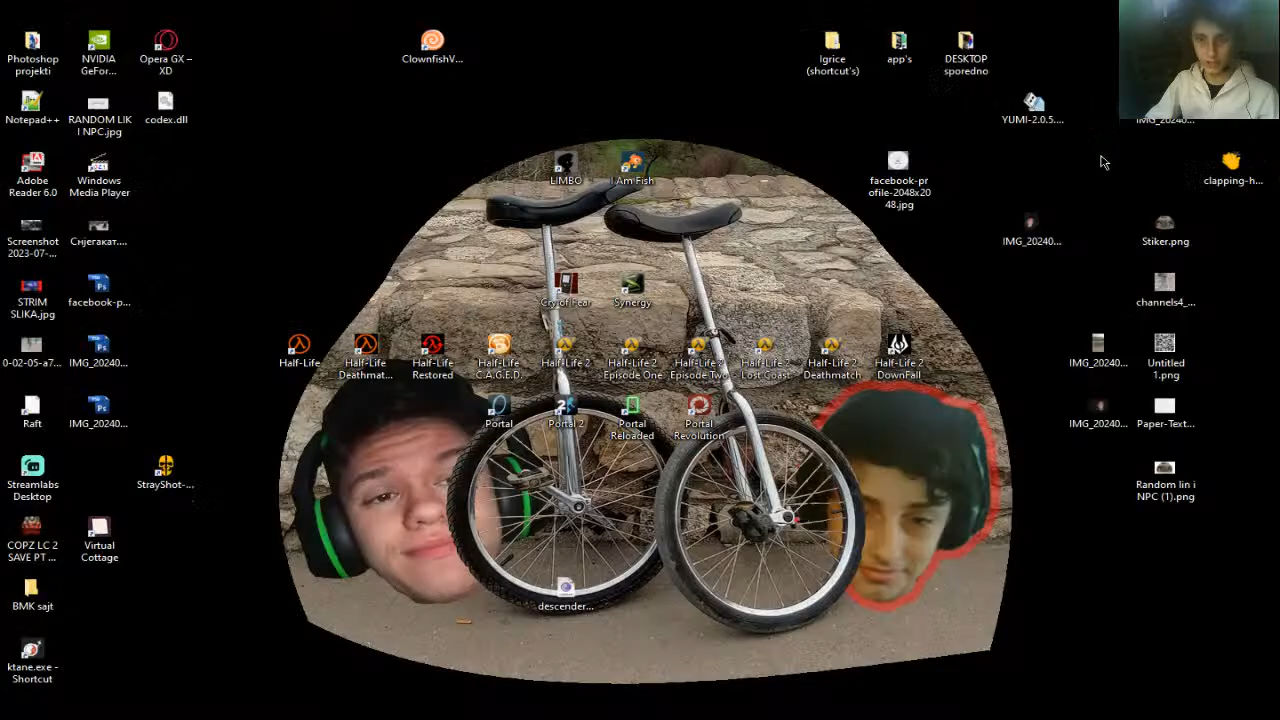 Photoshop
projekti
NVIDIA
GeFor...
Opera GX –
XD
ClownfishV...
Igrice
(shortcut's)
app's
DESKTOP
sporedno
Notepad++
RANDOM LIK
I NPC.jpg
codex.dll
YUMI-2.0.5....
IMG_20240...
Adobe
Reader 6.0
Windows
Media Player
LIMBO
I Am Fish
facebook-pr
ofile-2048x20
48.jpg
clapping-h...
Screenshot
2023-07-...
Снјегакат....
IMG_20240...
Stiker.png
STRIM
SLIKA.jpg
facebook-p...
Cry of Fear
Synergy
channels4_...
0-02-05-a7...
IMG_20240...
Half-Life
Half-Life
Deathmat...
Half-Life
Restored
Half-Life
C.A.G.E.D.
Half-Life 2
Half-Life 2
Episode One
Half-Life 2
Episode Two
Half-Life 2
Lost Coast
Half-Life 2
Deathmatch
Half-Life 2
DownFall
IMG_20240...
Untitled
1.png
Raft
IMG_20240...
Portal
Portal 2
Portal
Reloaded
Portal
Revolution
IMG_20240...
Paper-Text...
Streamlabs
Desktop
StrayShot-...
Random lin i
NPC (1).png
COPZ LC 2
SAVE PT ...
Virtual
Cottage
BMK sajt
descender...
ktane.exe -
Shortcut